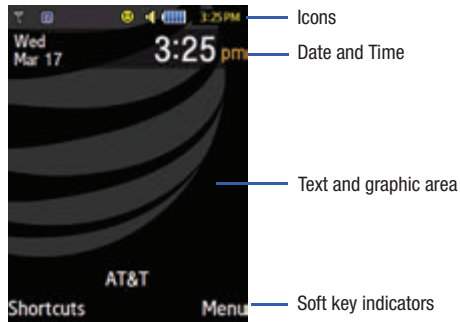 3:25 PM
Icons
Wed
Mar 17
3:25 pm
Date and Time
Text and graphic area
AT&T
Shortcuts
Menu
Soft key indicators